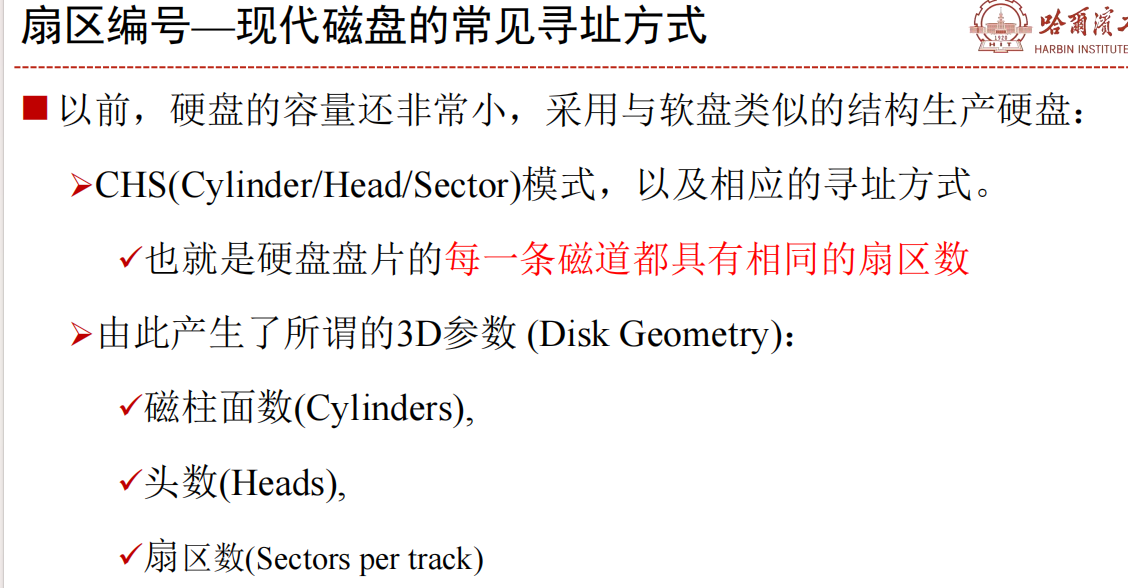 扇区编号—现代磁盘的常见寻址方式
哈爾濱
HARBIN INSTITUTE
HIT
1920
以前，硬盘的容量还非常小，采用与软盘类似的结构生产硬盘：
CHS(Cylinder/Head/Sector)模式，以及相应的寻址方式。
也就是硬盘盘片的每一条磁道都具有相同的扇区数
由此产生了所谓的3D参数 (Disk Geometry)：
磁柱面数(Cylinders),
头数(Heads),
扇区数(Sectors per track)